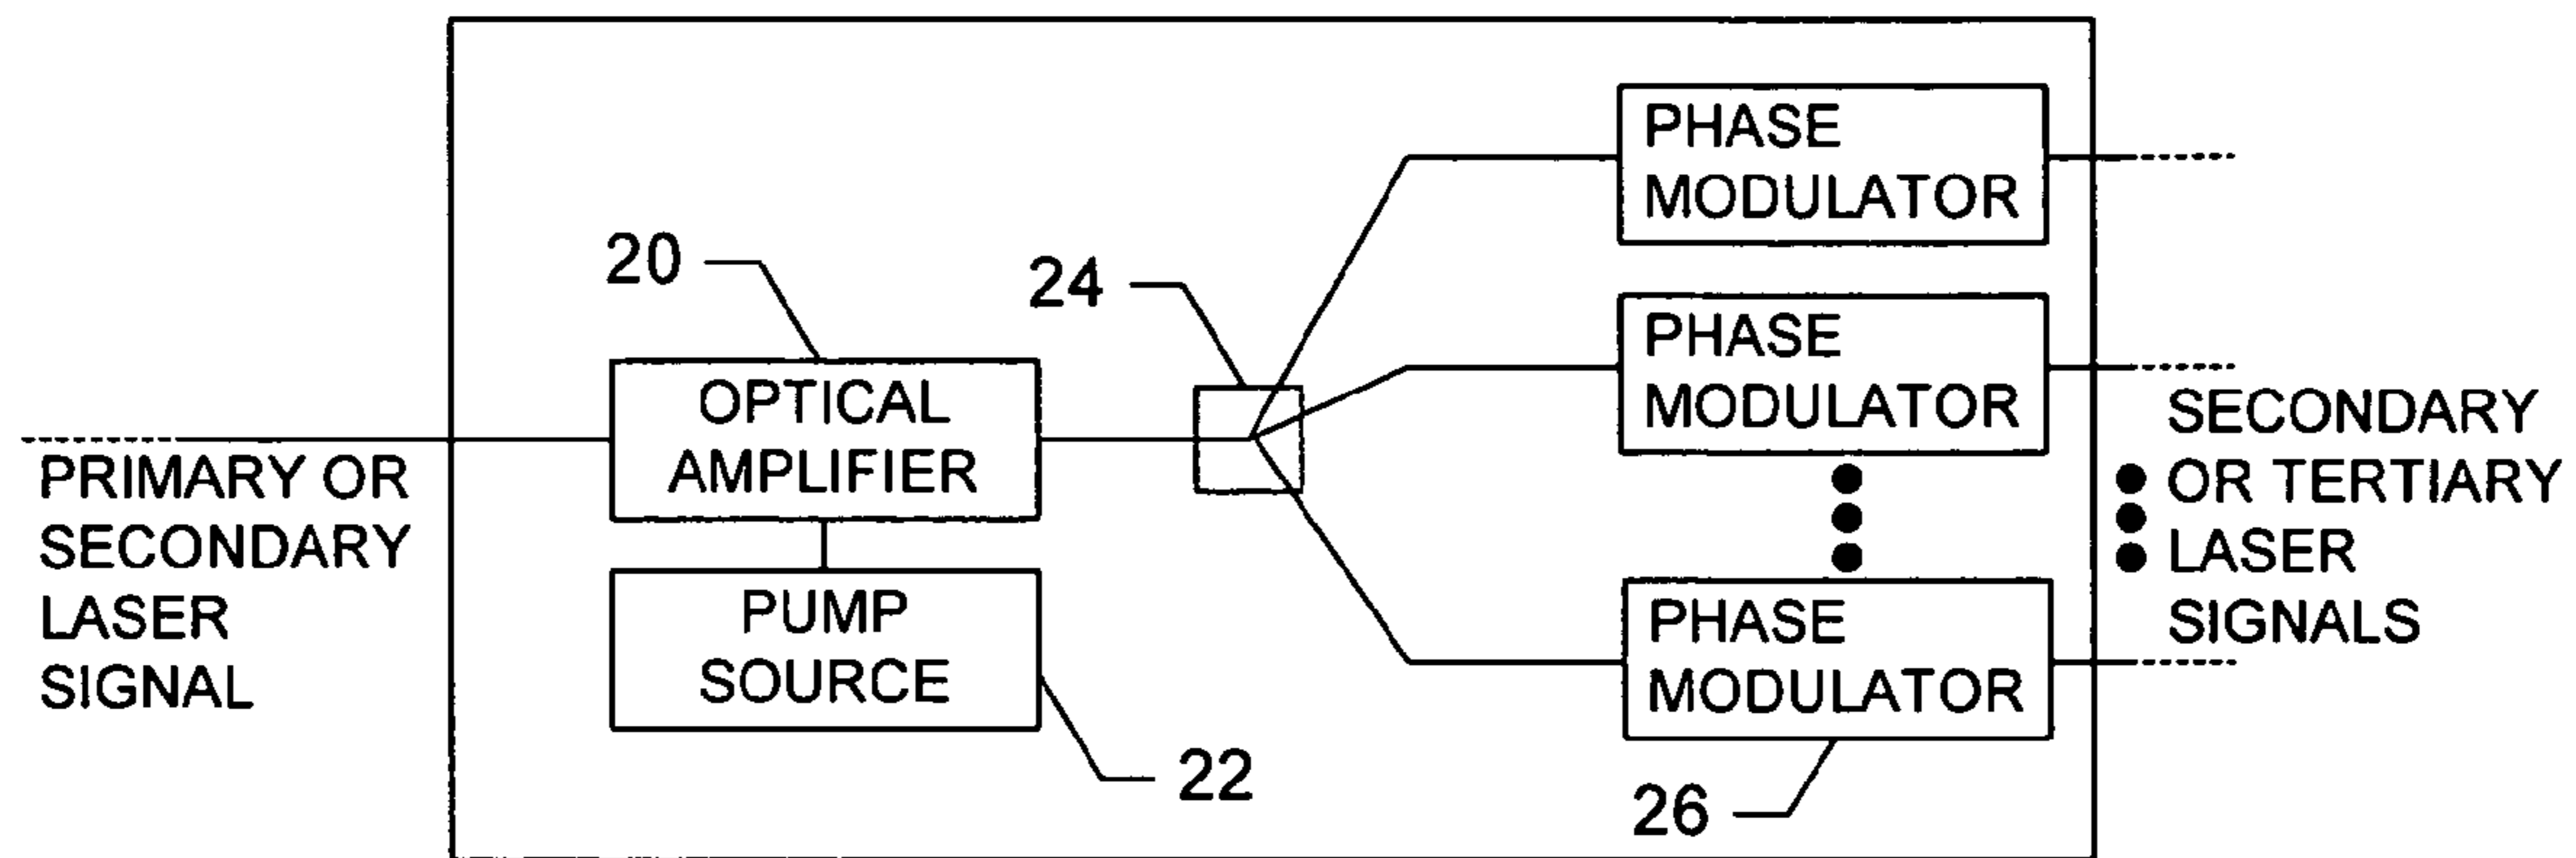 PHASE
MODULATOR
20
24
PHASE
MODULATOR
OPTICAL
AMPLIFIER
PRIMARY OR
SECONDARY
LASER
SIGNAL
SECONDARY
OR TERTIARY
LASER
SIGNALS
PUMP
SOURCE
PHASE
MODULATOR
22
26